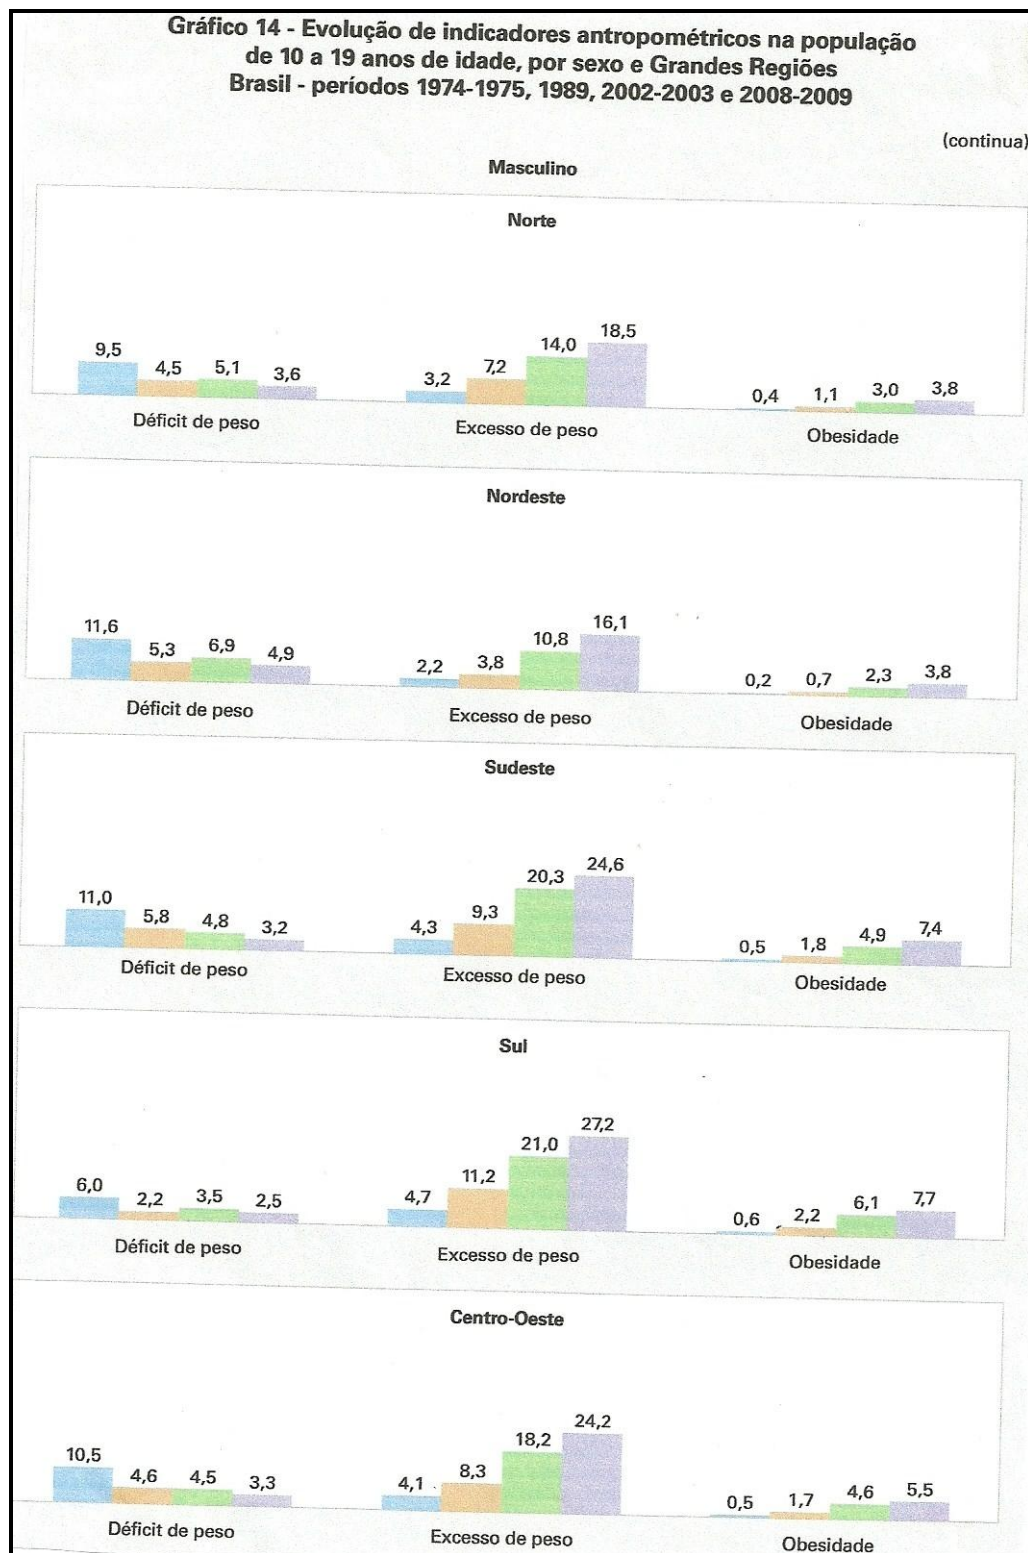 Gráfico 14 - Evolução de indicadores antropométricos na população
de 10 a 19 anos de idade, por sexo e Grandes Regiões
Brasil - períodos 1974-1975, 1989, 2002-2003 e 2008-2009
(continua)
Masculino
Norte
9,5 4,5 5,1 3,6 3,2 7,2 14,0 18,5 0,4 1,1 3,0 3,8
Déficit de peso Excesso de peso Obesidade
Nordeste
11,6 5,3 6,9 4,9 2,2 3,8 10,8 16,1 0,2 0,7 2,3 3,8
Déficit de peso Excesso de peso Obesidade
Sudeste
11,0 5,8 4,8 3,2 4,3 9,3 20,3 24,6 0,5 1,8 4,9 7,4
Déficit de peso Excesso de peso Obesidade
Sul
6,0 2,2 3,5 2,5 4,7 11,2 21,0 27,2 0,6 2,2 6,1 7,7
Déficit de peso Excesso de peso Obesidade
Centro-Oeste
10,5 4,6 4,5 3,3 4,1 8,3 18,2 24,2 0,5 1,7 4,6 5,5
Déficit de peso Excesso de peso Obesidade